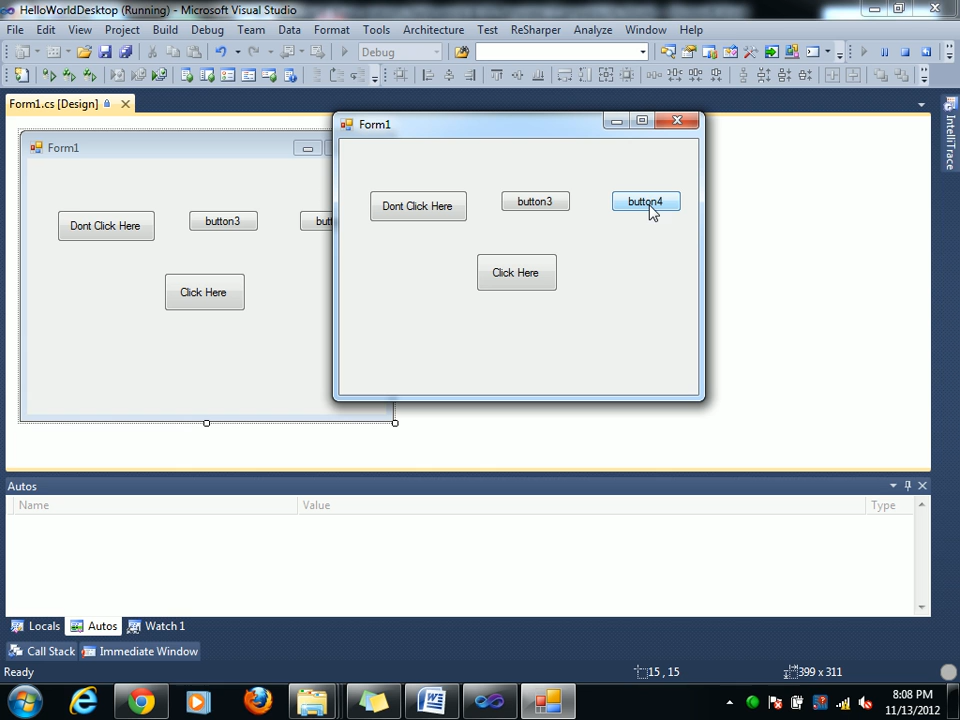 HelloWorldDesktop (Running) - Microsoft Visual Studio
File Edit View Project Build Debug Team Data Format Tools Architecture Test ReSharper Analyze Window Help
Debug
Form1.cs [Design]
IntelliTrace
Form1
Form1
Dont Click Here button3 butt
Click Here
Dont Click Here button3 button4
Click Here
Autos
Name Value Type
Locals Autos Watch 1
Call Stack Immediate Window
Ready 15 , 15 399 x 311
8:08 PM
11/13/2012